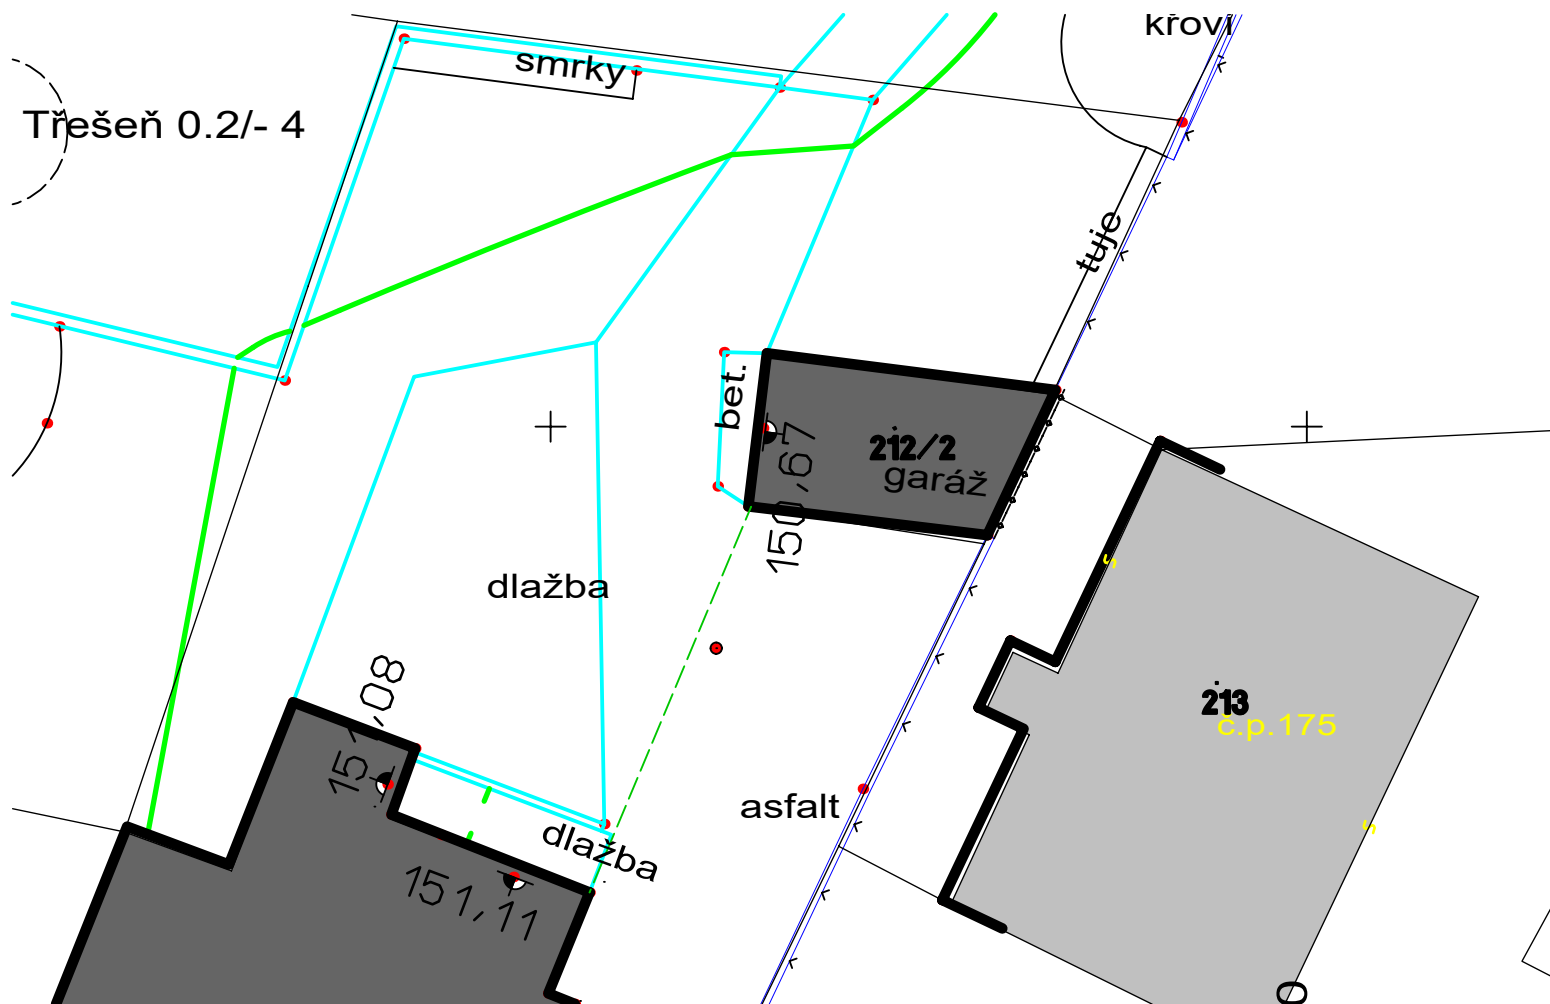 křoví
smrky
Třešeň 0.2/- 4
tuje
bet.
150,67
212/2
garáž
dlažba
151,08
213
č.p.175
asfalt
dlažba
151,11